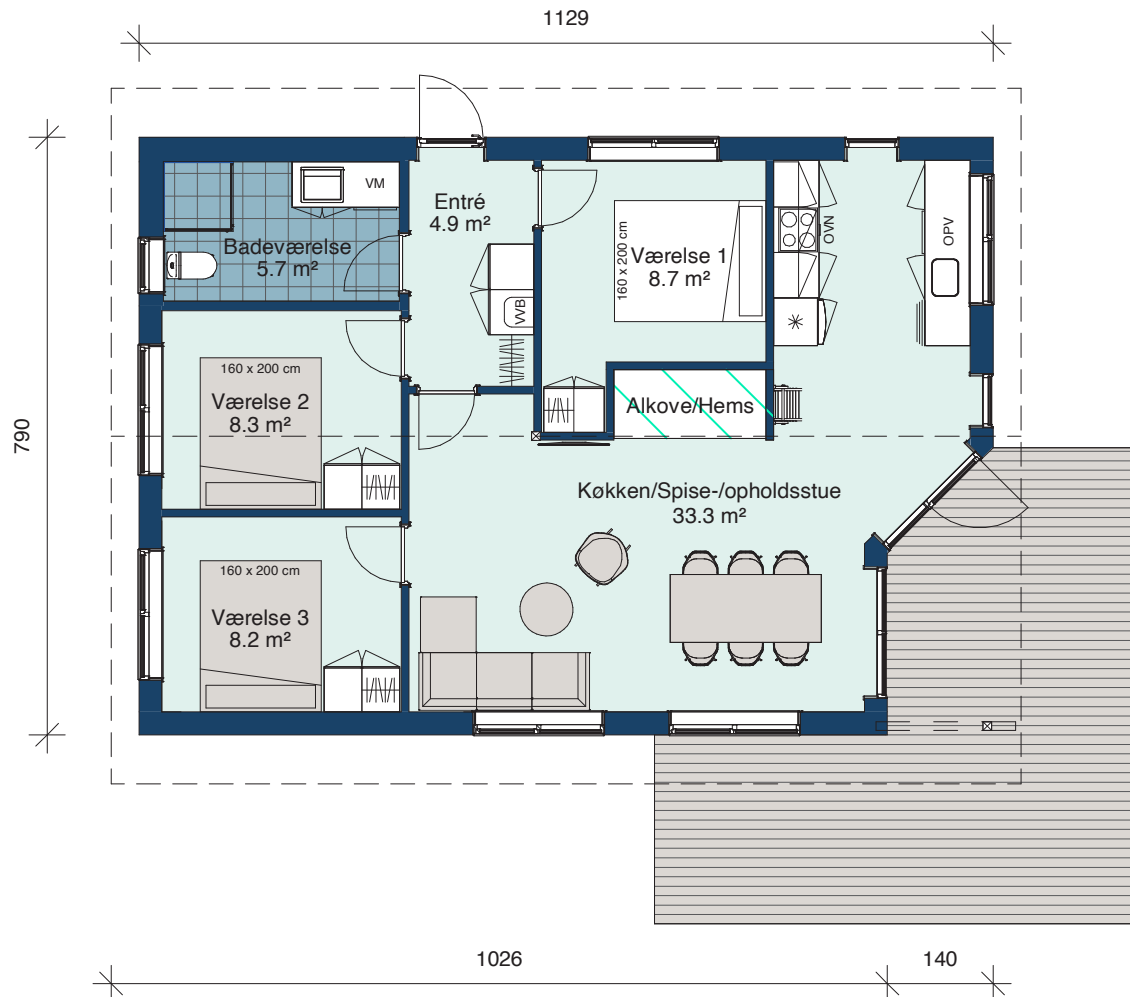 1129
790
VM
Entré
4.9 m²
Badeværelse
5.7 m²
VVB
160 x 200 cm
Værelse 1
8.7 m²
OVN
OPV
Alkove/Hems
160 x 200 cm
Værelse 2
8.3 m²
Køkken/Spise-/opholdsstue
33.3 m²
160 x 200 cm
Værelse 3
8.2 m²
1026
140